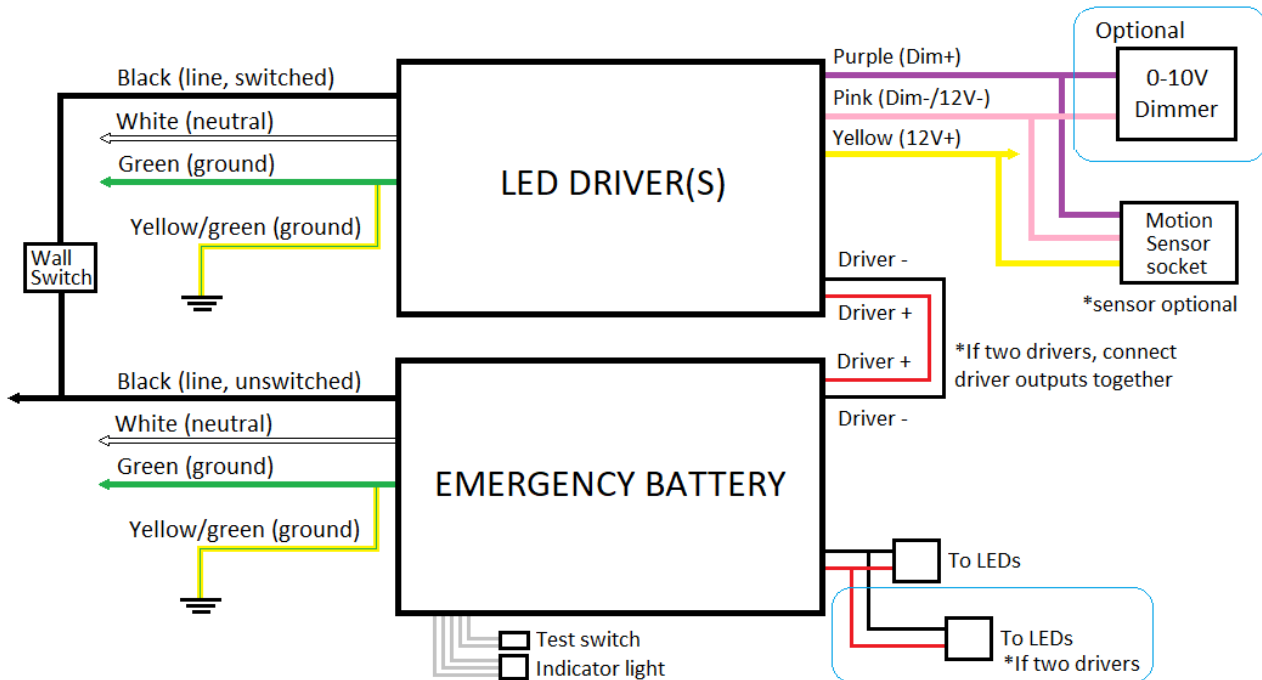 Optional
Black (line, switched)
Purple (Dim+)
0-10V
Dimmer
White (neutral)
Pink (Dim-/12V-)
Green (ground)
Yellow (12V+)
LED DRIVER(S)
Yellow/green (ground)
Motion
Sensor
socket
Wall
Switch
Driver -
*sensor optional
Driver +
*If two drivers, connect
driver outputs together
Driver +
Black (line, unswitched)
Driver -
White (neutral)
Green (ground)
EMERGENCY BATTERY
Yellow/green (ground)
To LEDs
Test switch
Indicator light
To LEDs
*If two drivers